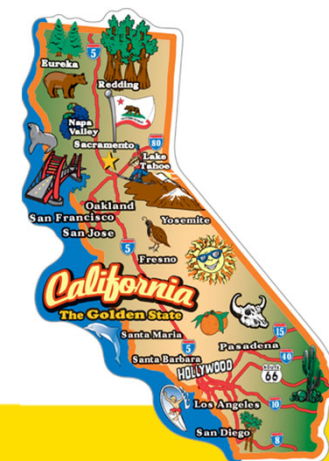 5
Eureka
Redding
Napa
Valley
Sacramento
80
Lake
Tahoe
Oakland
San Francisco
Yosemite
San Jose
5
Fresno
California
The Golden State
Santa Maria
15
5
Pasadena
Santa Barbara
40
HOLLYWOOD
66
Los Angeles
10
San Diego
8